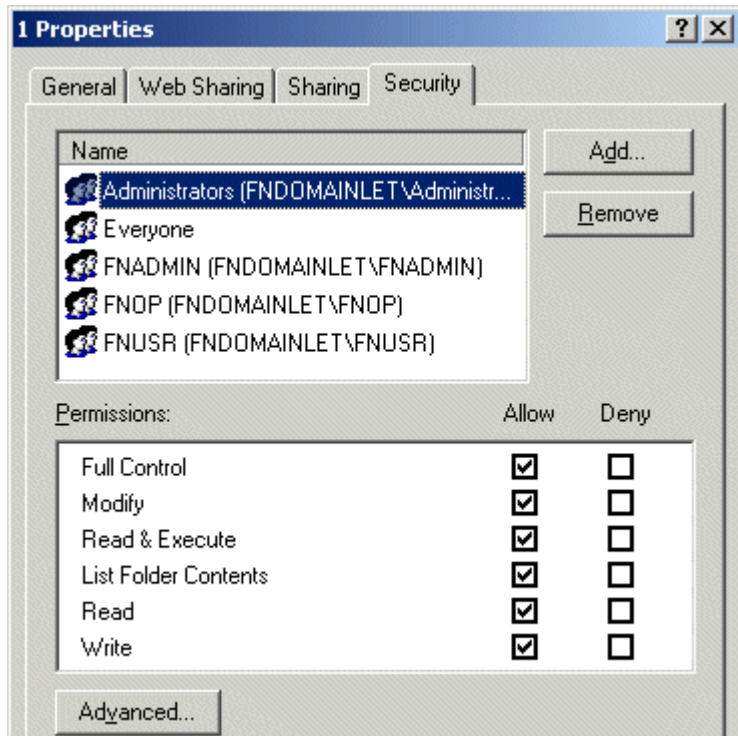 1 Properties
General Web Sharing Sharing Security
Name
Add...
Administrators (FNDOMAINLET\Administr...
Remove
Everyone
FNADMIN (FNDOMAINLET\FNADMIN)
FNOP (FNDOMAINLET\FNOP)
FNUSR (FNDOMAINLET\FNUSR)
Permissions: Allow Deny
Full Control
Modify
Read & Execute
List Folder Contents
Read
Write
Advanced...